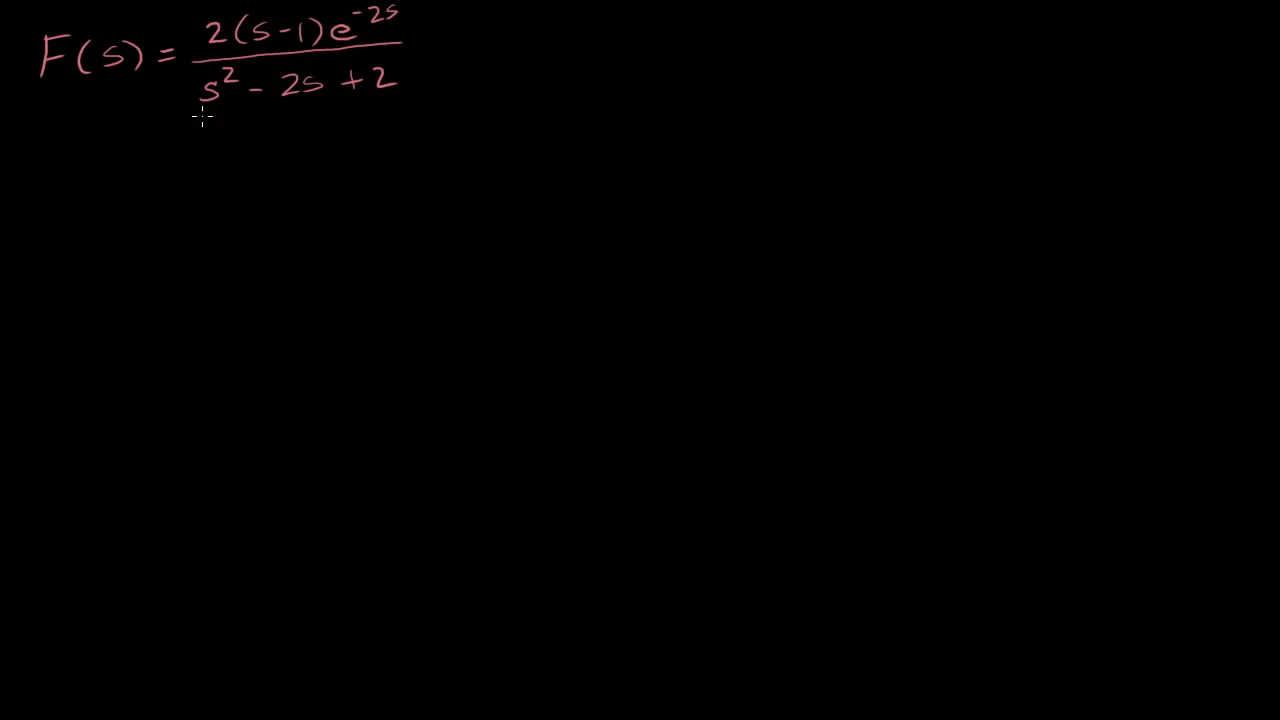 F(s) = 2(s-1)e^{-2s} / s^2 - 2s + 2